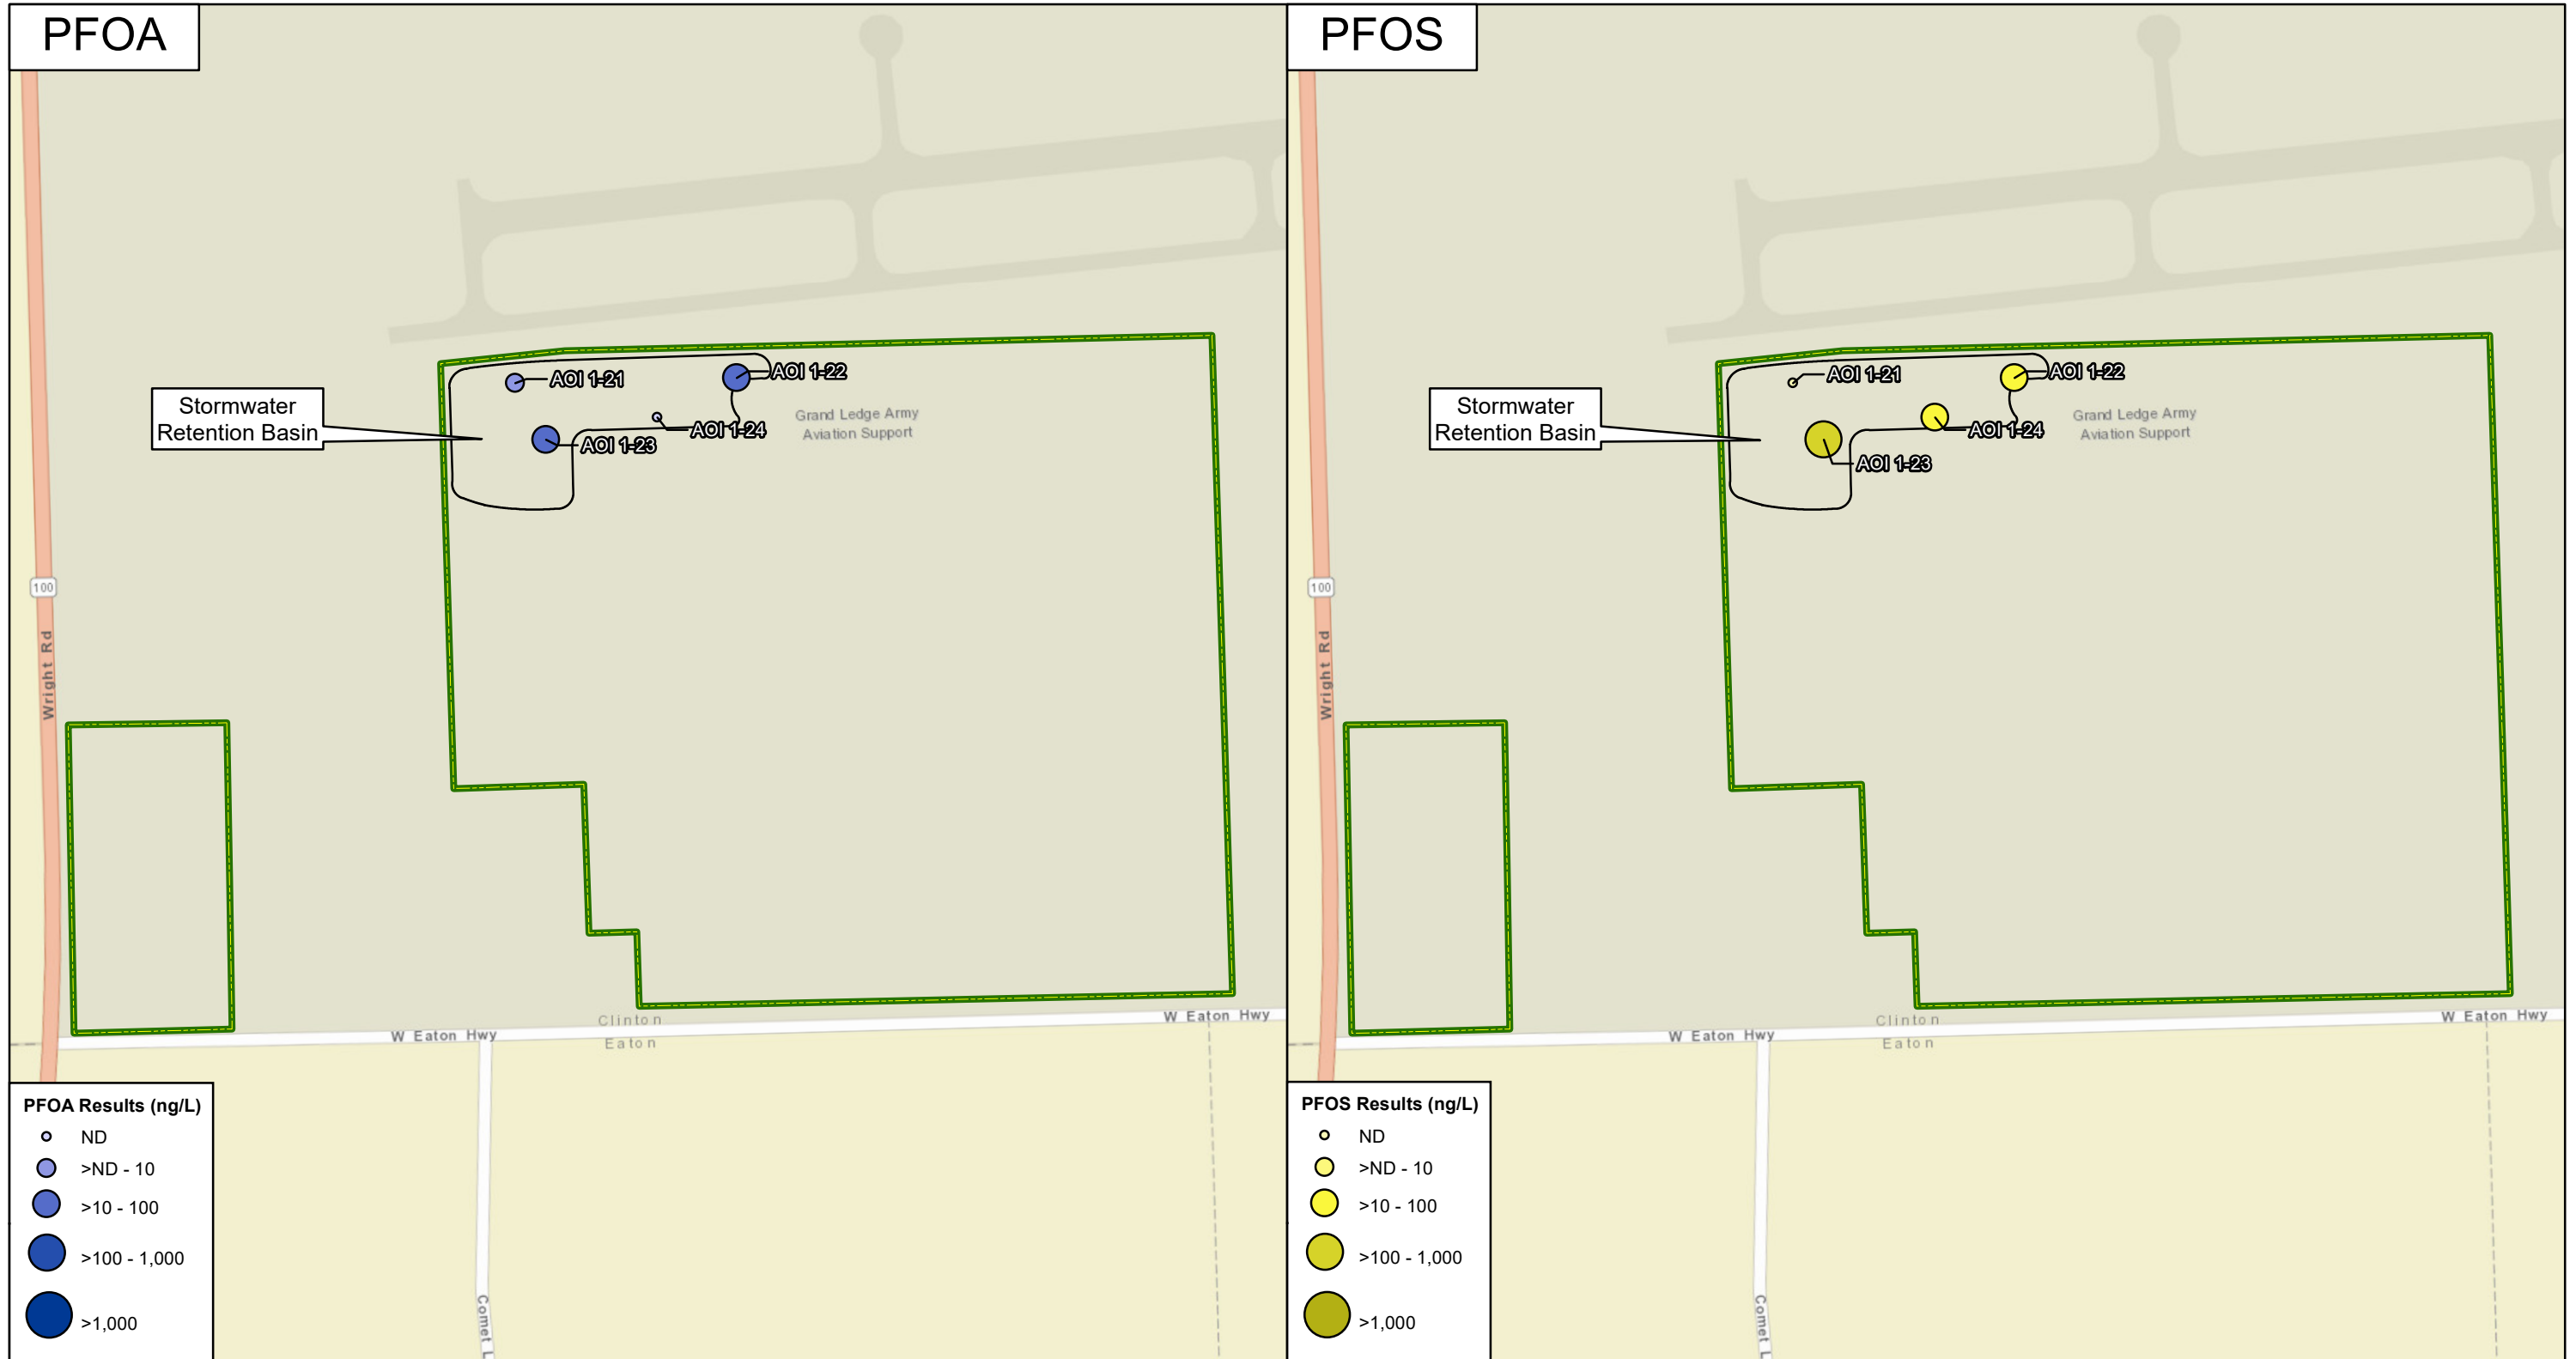 PFOA
AOI 1-21
AOI 1-22
Stormwater
Retention Basin
Grand Ledge Army
Aviation Support
AOI 1-24
AOI 1-23
100
Wright Rd
Clinton
W Eaton Hwy
W Eaton Hwy
Eaton
Comet L
PFOA Results (ng/L)
ND
>ND - 10
>10 - 100
>100 - 1,000
>1,000
PFOS
AOI 1-21
AOI 1-22
Stormwater
Retention Basin
Grand Ledge Army
Aviation Support
AOI 1-24
AOI 1-23
100
Wright Rd
Clinton
W Eaton Hwy
W Eaton Hwy
Eaton
Comet L
PFOS Results (ng/L)
ND
>ND - 10
>10 - 100
>100 - 1,000
>1,000